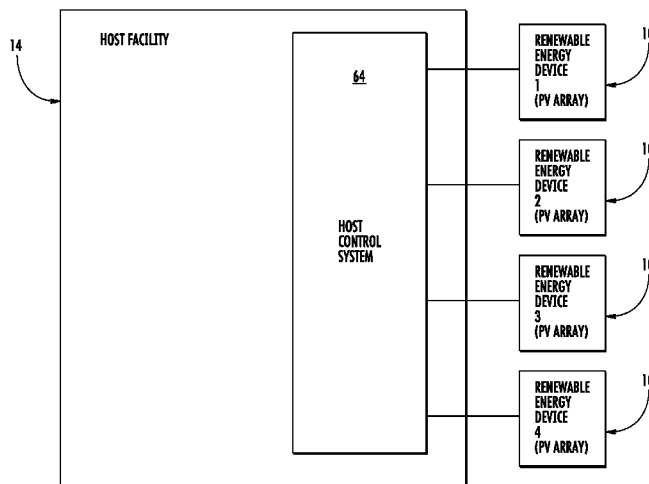 HOST FACILITY
14
64
HOST
CONTROL
SYSTEM
RENEWABLE
ENERGY
DEVICE
1
(PV ARRAY)
RENEWABLE
ENERGY
DEVICE
2
(PV ARRAY)
RENEWABLE
ENERGY
DEVICE
3
(PV ARRAY)
RENEWABLE
ENERGY
DEVICE
4
(PV ARRAY)